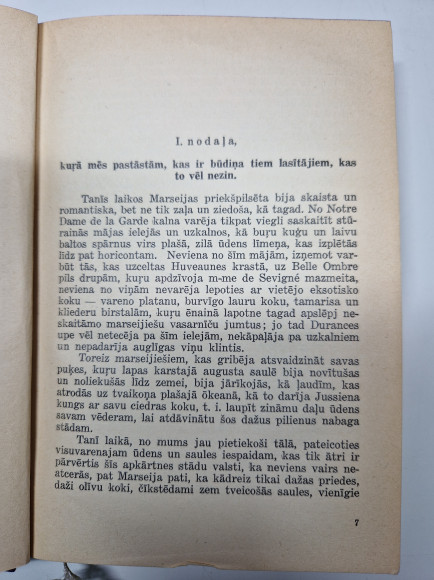 I. nodaļa,
kuŗā mēs pastāstām, kas ir būdiņa tiem lasītājiem, kas
to vēl nezin.
Tanīs laikos Marseijas priekšpilsēta bija skaista un
romantiska, bet ne tik zaļa un ziedoša, kā tagad. No Notre
Dame de la Garde kalna varēja tikpat viegli saskaitīt stū-
rainās mājas ielejās un uzkalnos, kā buŗu kuģu un laivu
baltos spārnus virs plašā, zilā ūdens līmeņa, kas izplētās
līdz pat horicontam. Neviena no šīm mājām, izņemot var-
būt tās, kas uzceltas Huveaunes krastā, uz Belle Ombre
pils drupām, kuŗu apdzīvoja m-me de Sevigné mazmeita,
neviena no viņām nevarēja lepoties ar vietējo eksotisko
koku — vareno platanu, burvīgo lauru koku, tamarisa un
kliederu birstalām, kuŗu ēnainā lapotne tagad apslēpj ne-
skaitāmo marseijiešu vasarnīcu jumtus; jo tad Durances
upe vēl netecēja pa šīm ielejām, nekāpaļāja pa uzkalniem
un nepadarīja auglīgas viņu klintis.
Toreiz marseijiešiem, kas gribēja atsvaidzināt savas
puķes, kuŗu lapas karstajā augusta saulē bija novītušas
un noliekušās līdz zemei, bija jārīkojās, kā ļaudīm, kas
atrodās uz tvaikoņa plašajā ōkeanā, kā to darīja Jussiena
kungs ar savu ciedras koku, t. i. laupīt zināmu daļu ūdens
savam vēderam, lai atdāvinātu šos dažus pilienus nabaga
stādam.
Tanī laikā, no mums jau pietiekoši tālā, pateicoties
visuvarenajam ūdens un saules iespaidam, kas tik ātri ir
pārvērtis šīs apkārtnes stādu valsti, ka neviens vairs ne-
atcerās, pat Marseija pati, ka kādreiz tikai dažas priedes,
daži olīvu koki, čīkstēdami zem tveicošās saules, vienīgie
7